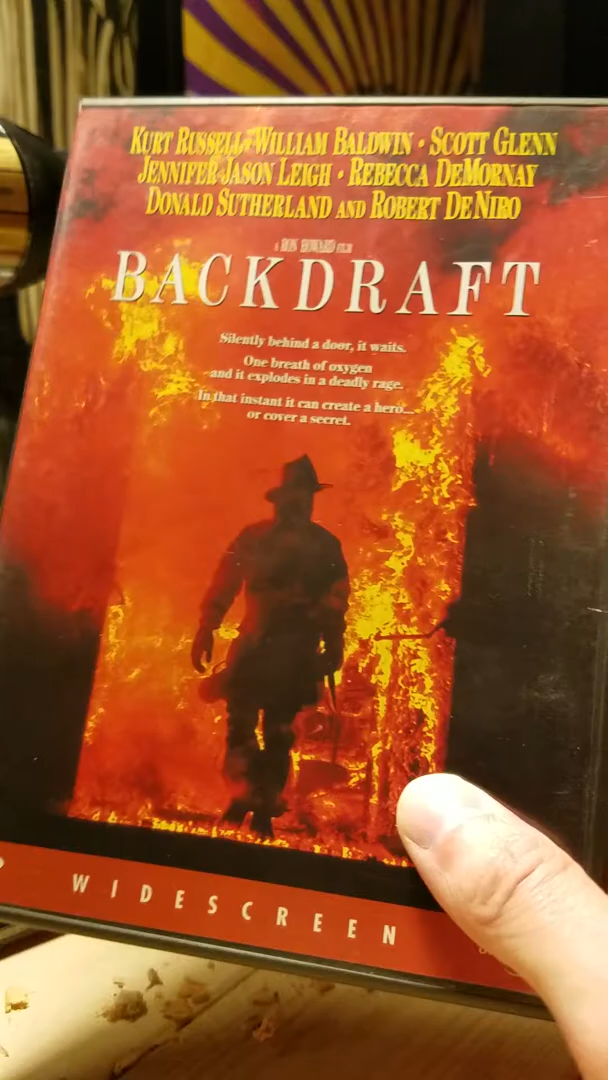 KURT RUSSELL • WILLIAM BALDWIN • SCOTT GLENN
JENNIFER JASON LEIGH • REBECCA DEMORNAY
DONALD SUTHERLAND AND ROBERT DE NIRO
A RON HOWARD FILM
BACKDRAFT
Silently behind a door, it waits.
One breath of oxygen
and it explodes in a deadly rage.
In that instant it can create a hero...
or cover a secret.
WIDESCREEN